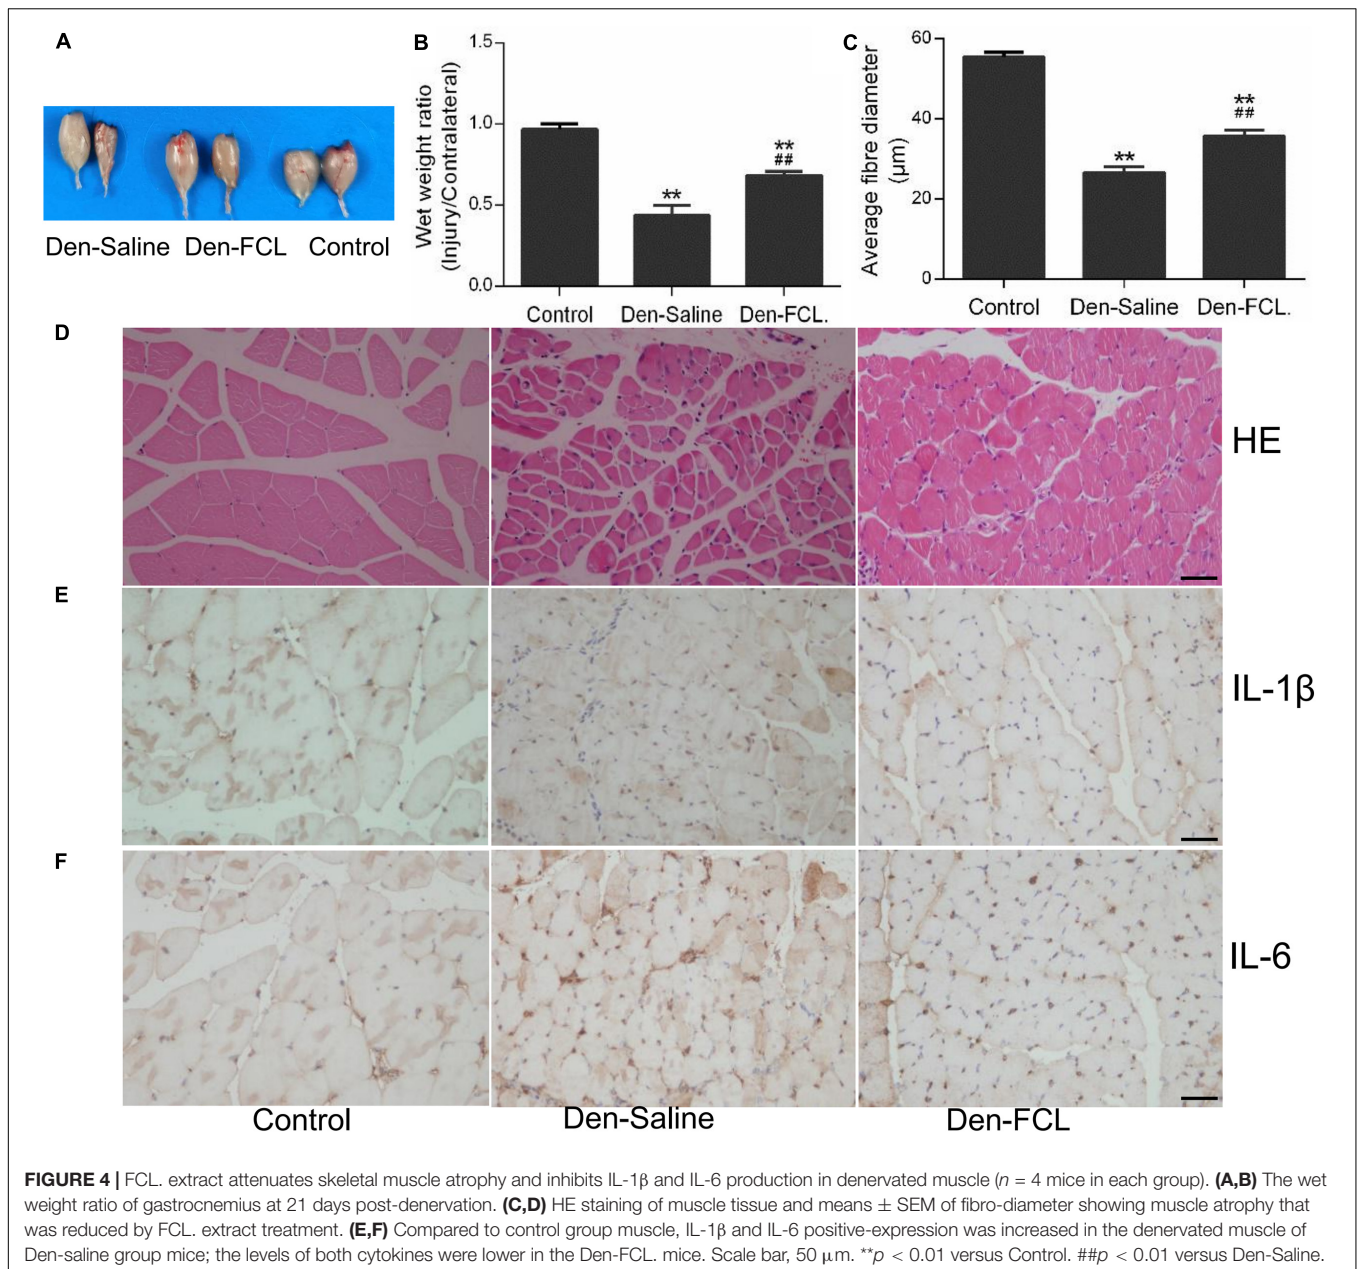 A
Den-Saline Den-FCL Control
B
Wet weight ratio
(Injury/Contralateral)
1.5
1.0
0.5
0.0
**
**
##
Control Den-Saline Den-FCL.
C
Average fibre diameter
(μm)
60
40
20
0
**
**
##
Control Den-Saline Den-FCL.
D
HE
E
IL-1β
F
IL-6
Control Den-Saline Den-FCL
FIGURE 4 | FCL. extract attenuates skeletal muscle atrophy and inhibits IL-1β and IL-6 production in denervated muscle (n = 4 mice in each group). (A,B) The wet
weight ratio of gastrocnemius at 21 days post-denervation. (C,D) HE staining of muscle tissue and means ± SEM of fibro-diameter showing muscle atrophy that
was reduced by FCL. extract treatment. (E,F) Compared to control group muscle, IL-1β and IL-6 positive-expression was increased in the denervated muscle of
Den-saline group mice; the levels of both cytokines were lower in the Den-FCL. mice. Scale bar, 50 μm. **p < 0.01 versus Control. ##p < 0.01 versus Den-Saline.